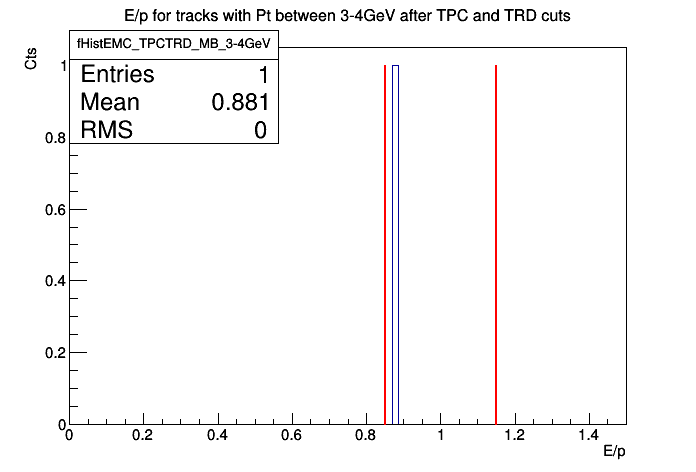 E/p for tracks with Pt between 3-4GeV after TPC and TRD cuts
fHistEMC_TPCTRD_MB_3-4GeV
Entries 1
Mean 0.881
RMS 0
Cts
1
0.8
0.6
0.4
0.2
0
0 0.2 0.4 0.6 0.8 1 1.2 1.4
E/p